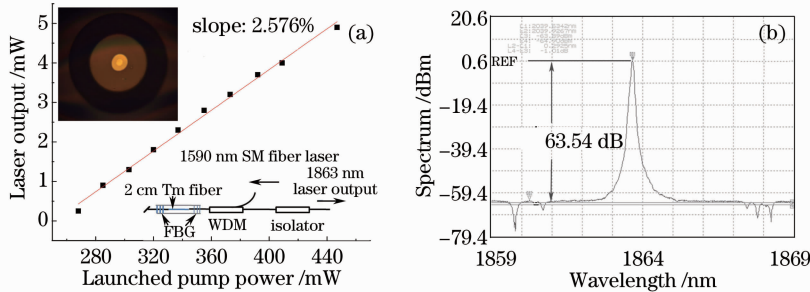 slope: 2.576%
(a)
5
4
3
2
1
0
Laser output /mW
1590 nm SM fiber laser
1863 nm
laser output
2 cm Tm fiber
FBG
WDM
isolator
280
320
360
400
440
Launched pump power /mW
(b)
20.6
0.6
-19.4
-39.4
-59.4
-79.4
Spectrum /dBm
REF
63.54 dB
1859
1864
1869
Wavelength /nm